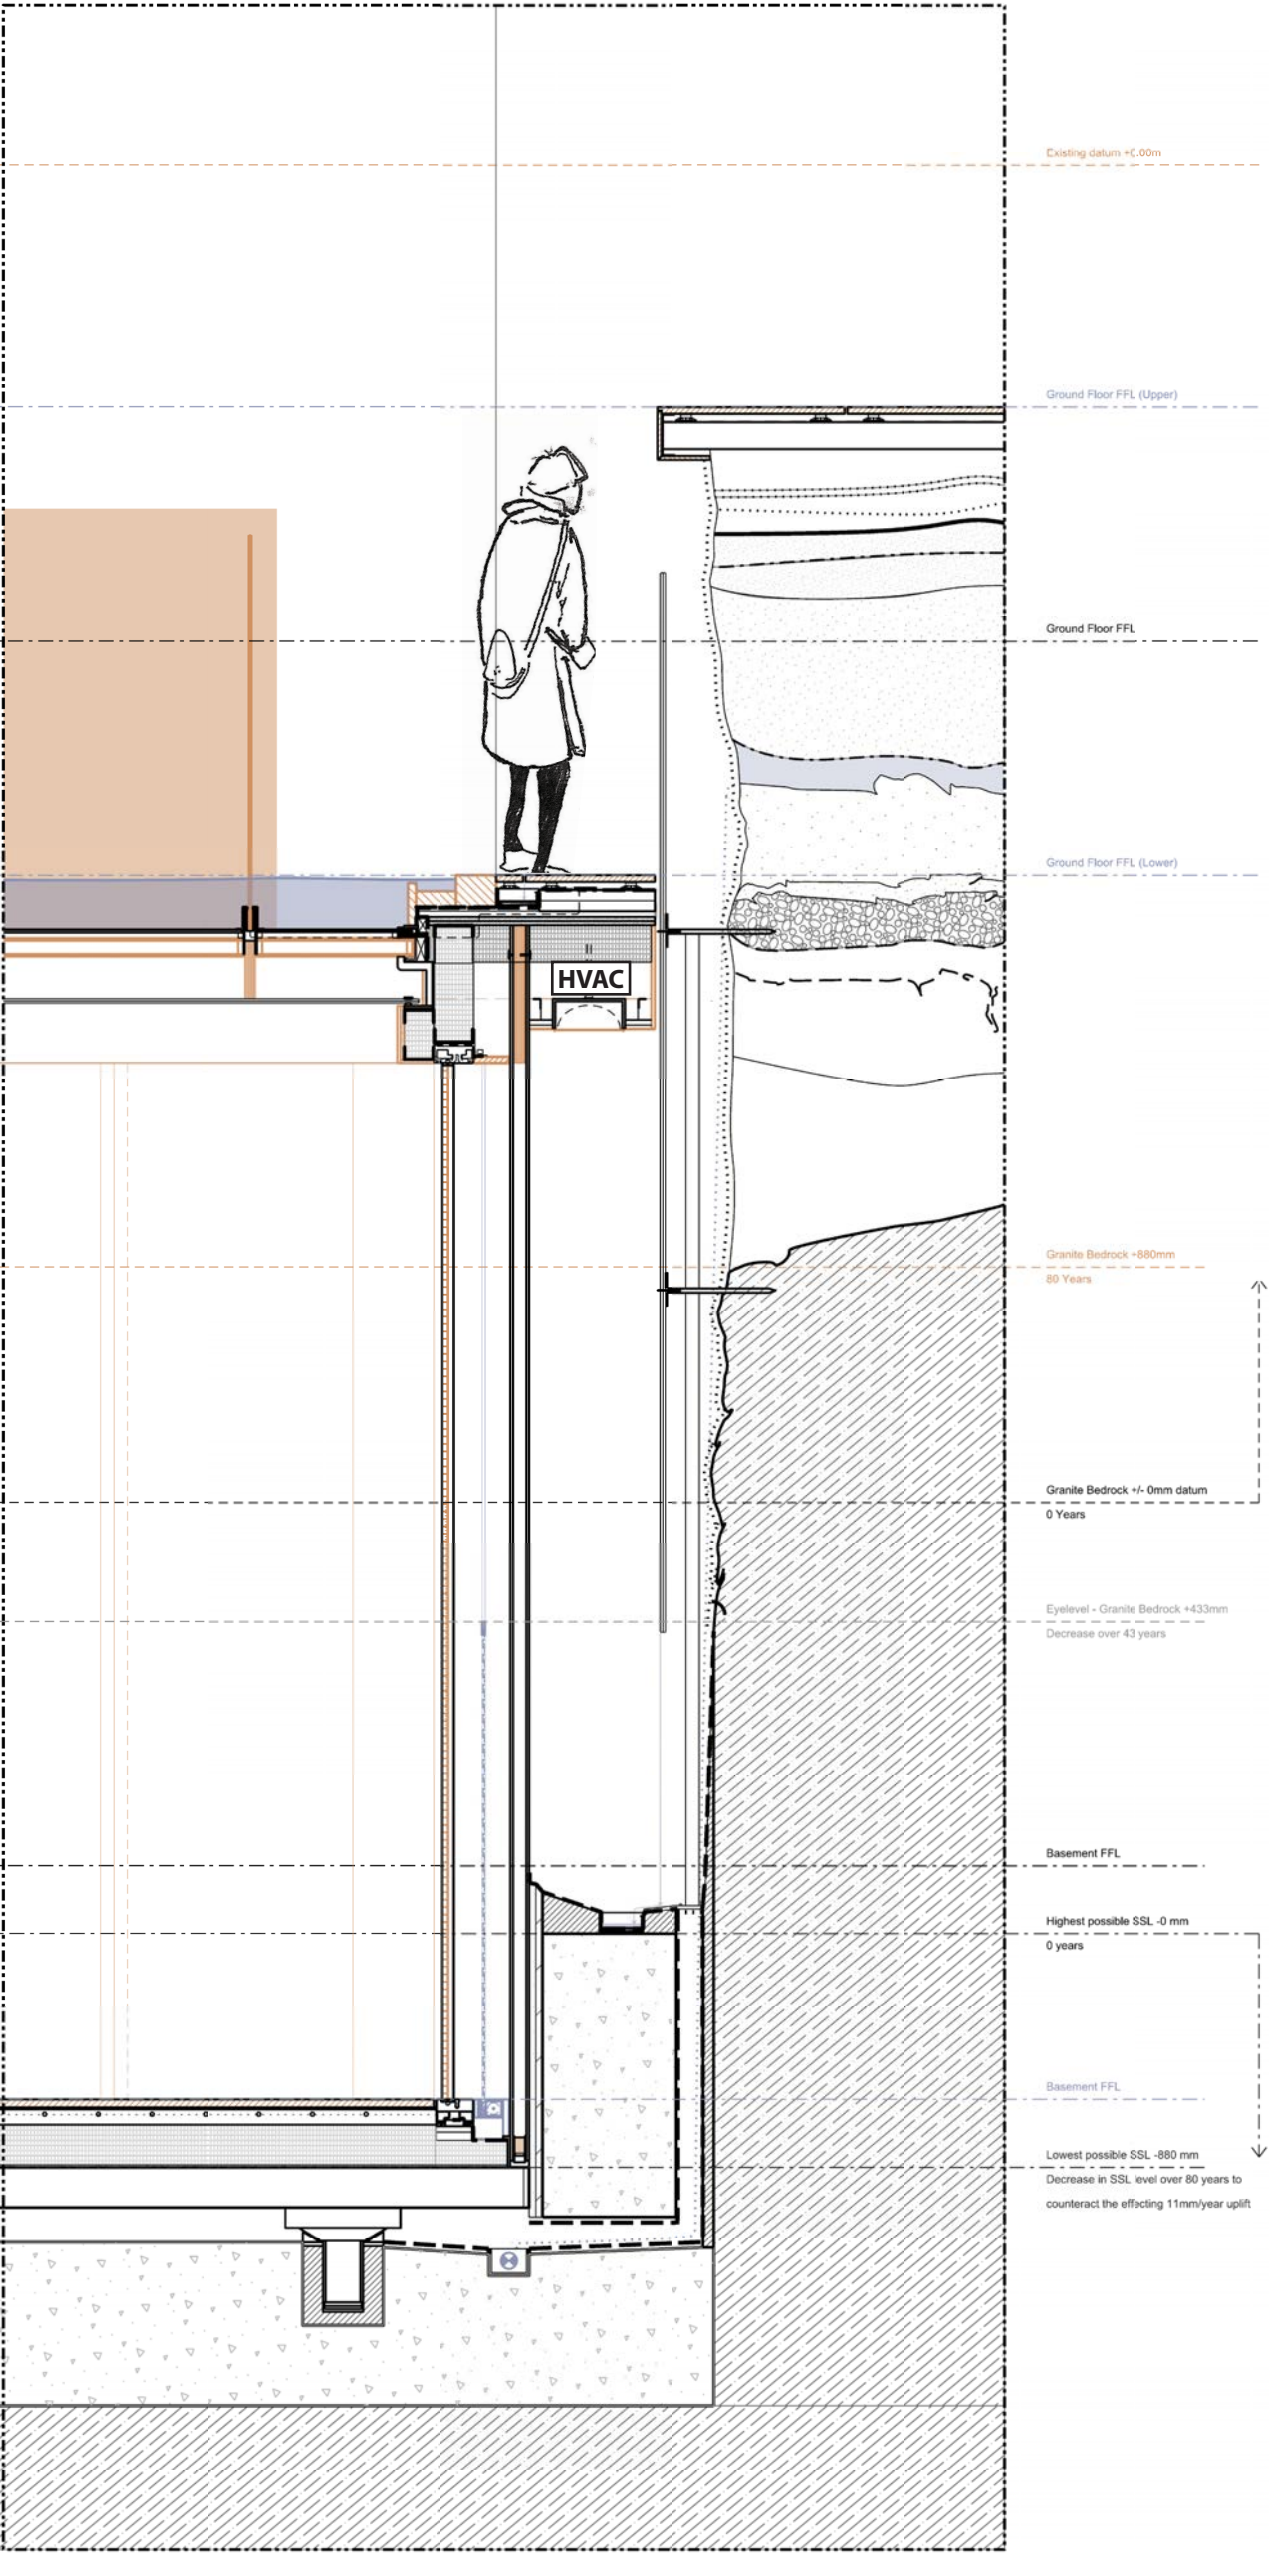 Existing datum +0.00m
Ground Floor FFL (Upper)
Ground Floor FFL
Ground Floor FFL (Lower)
HVAC
Granite Bedrock +880mm
80 Years
Granite Bedrock +/- 0mm datum
0 Years
Eyelevel - Granite Bedrock +433mm
Decrease over 43 years
Basement FFL
Highest possible SSL -0 mm
0 years
Basement FFL
Lowest possible SSL -880 mm
Decrease in SSL level over 80 years to
counteract the effecting 11mm/year uplift